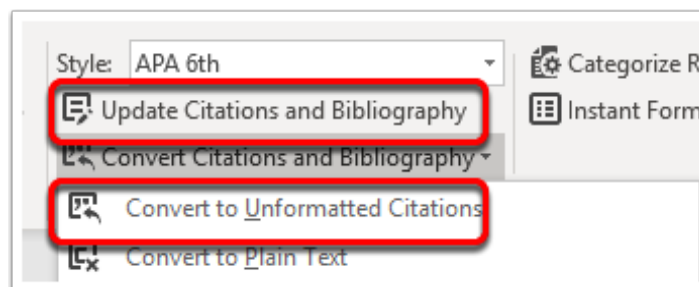 Style: APA 6th
Categorize R
Update Citations and Bibliography
Instant Form
Convert Citations and Bibliography
Convert to Unformatted Citations
Convert to Plain Text